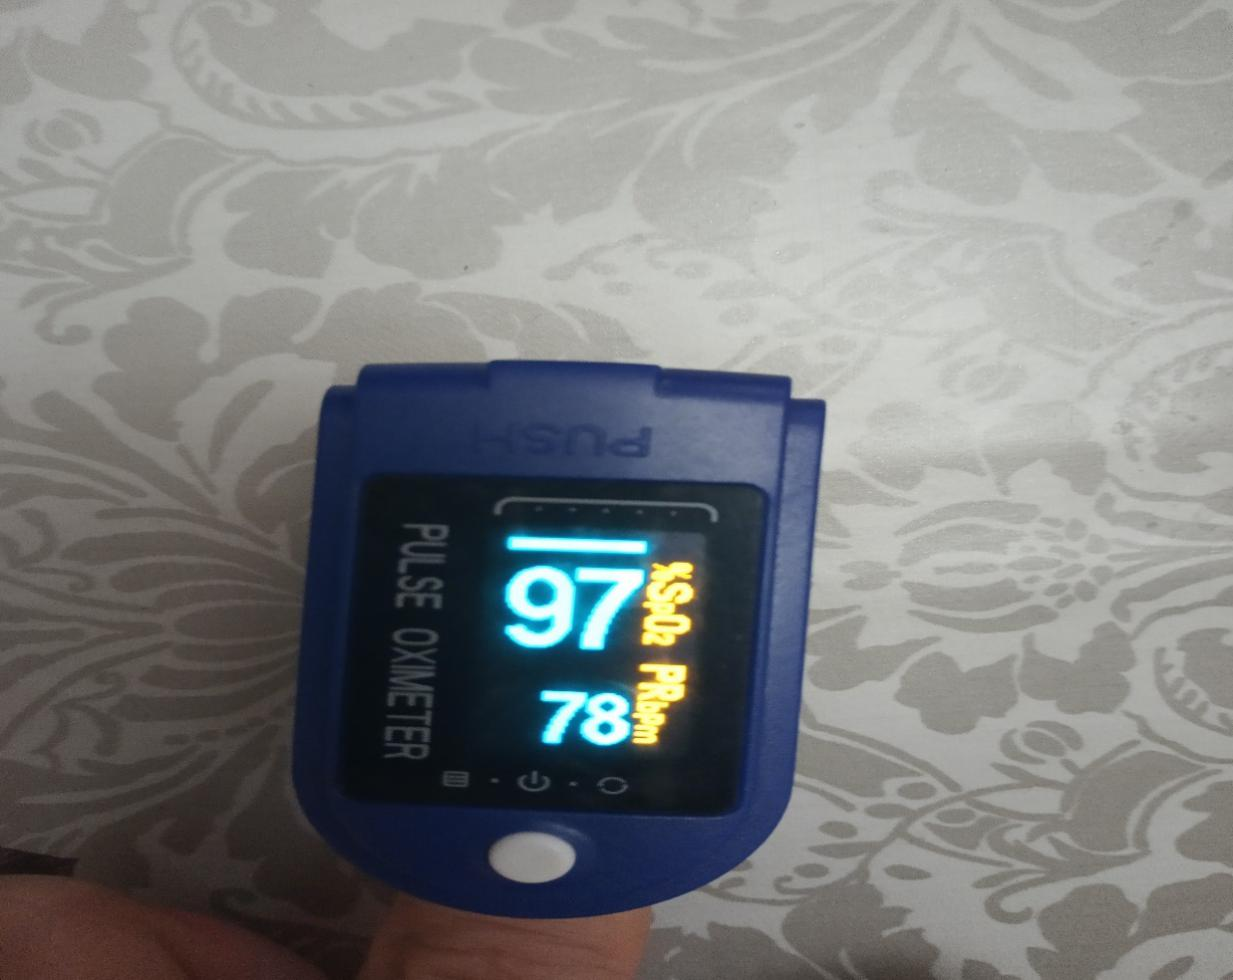 PUSH
%SpO₂ PRbpm
97 78
PULSE OXIMETER